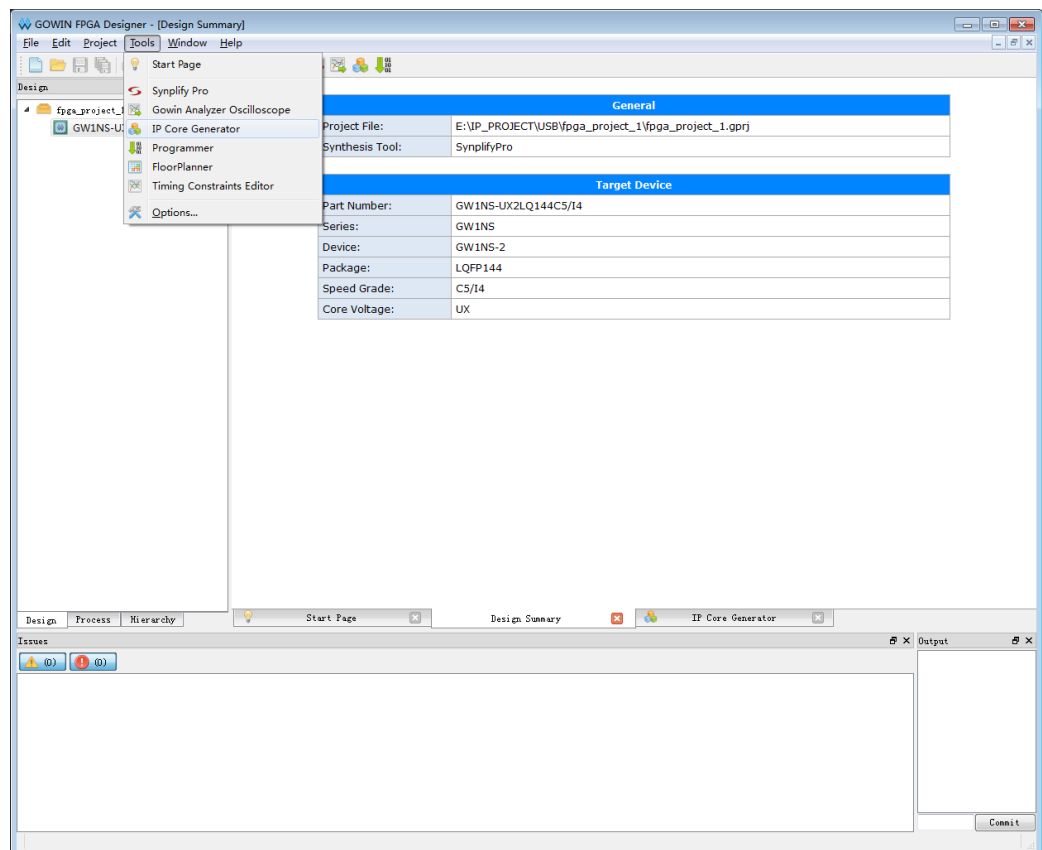 GOWIN FPGA Designer - [Design Summary]
File Edit Project Tools Window Help
Start Page
Synplify Pro
Gowin Analyzer Oscilloscope
IP Core Generator
Programmer
FloorPlanner
Timing Constraints Editor
Options...
Design
fpga_project_1
GW1NS-U
General
Project File: E:\IP_PROJECT\USB\fpga_project_1\fpga_project_1.gprj
Synthesis Tool: SynplifyPro
Target Device
Part Number: GW1NS-UX2LQ144C5/I4
Series: GW1NS
Device: GW1NS-2
Package: LQFP144
Speed Grade: C5/I4
Core Voltage: UX
Design Process Hierarchy
Start Page Design Summary IP Core Generator
Issues
(0) (0)
Output
Commit